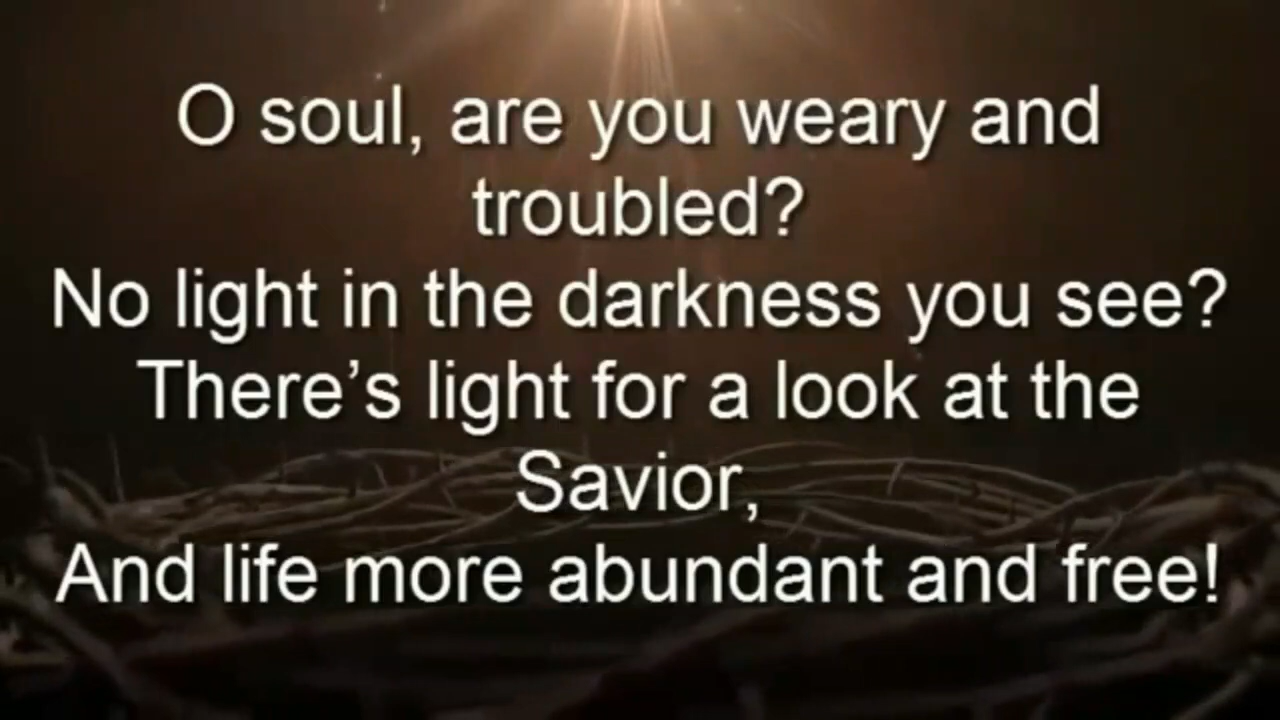 O soul, are you weary and
troubled?
No light in the darkness you see?
There’s light for a look at the
Savior,
And life more abundant and free!